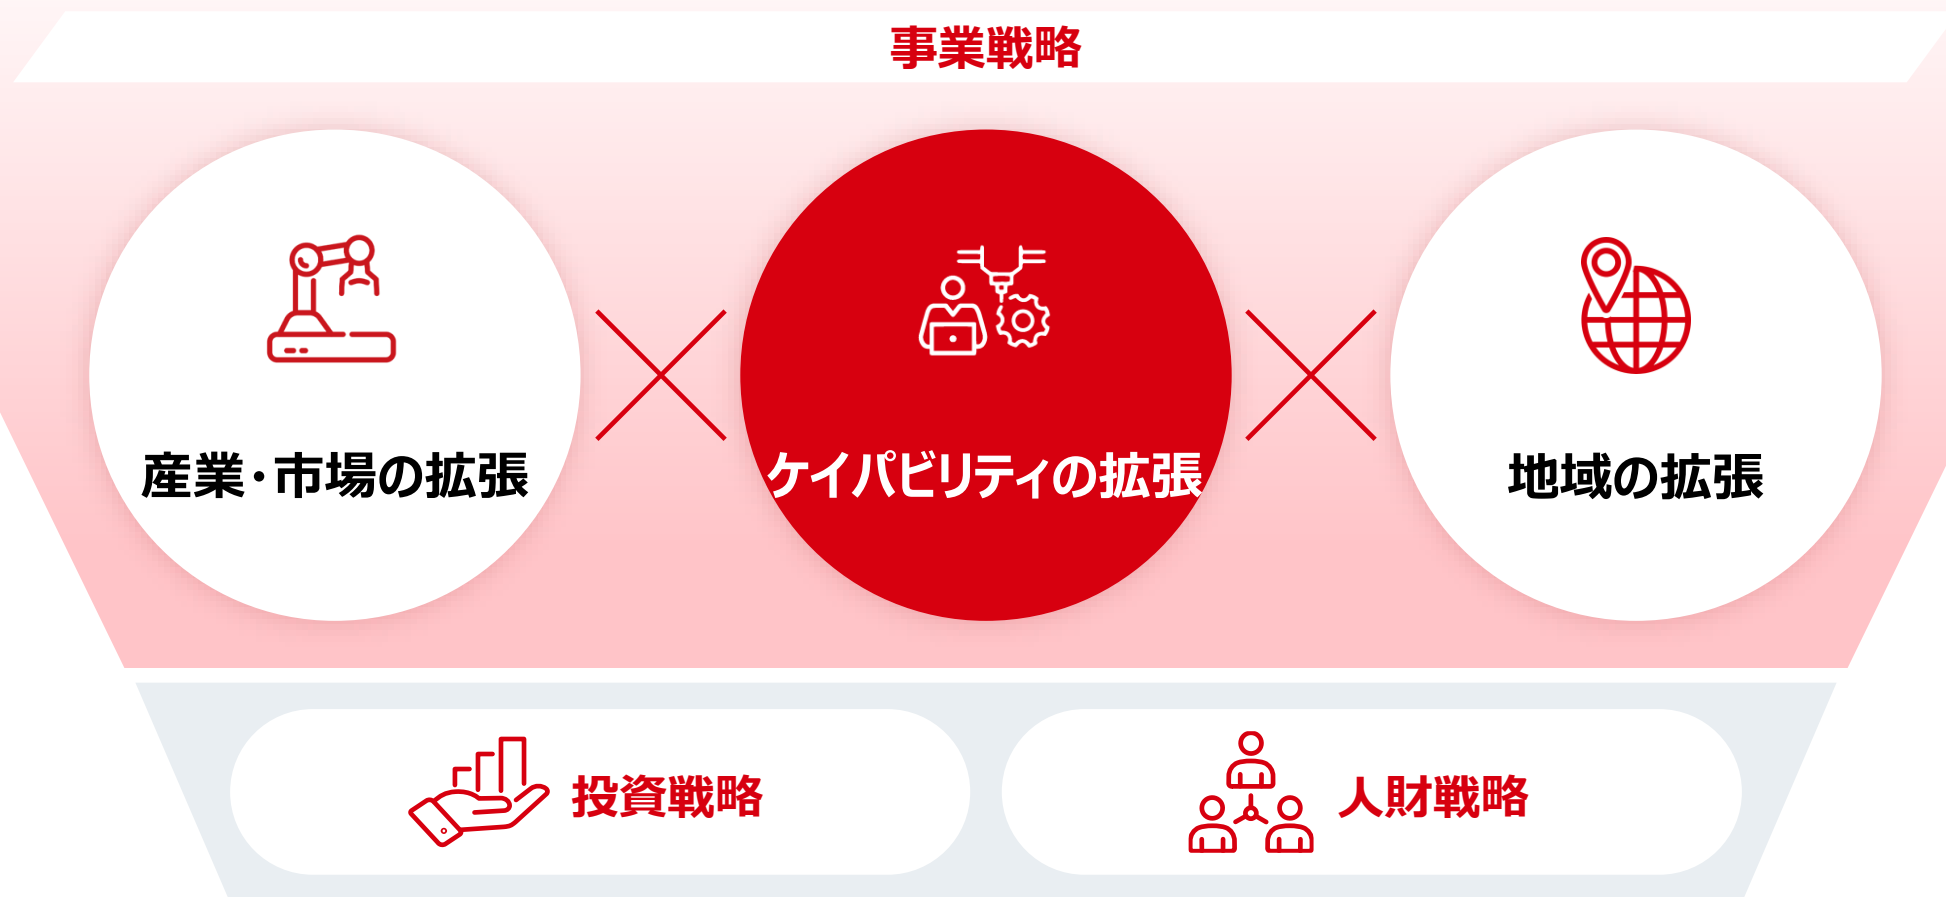 事業戦略
産業・市場の拡張
ケイパビリティの拡張
地域の拡張
投資戦略
人財戦略